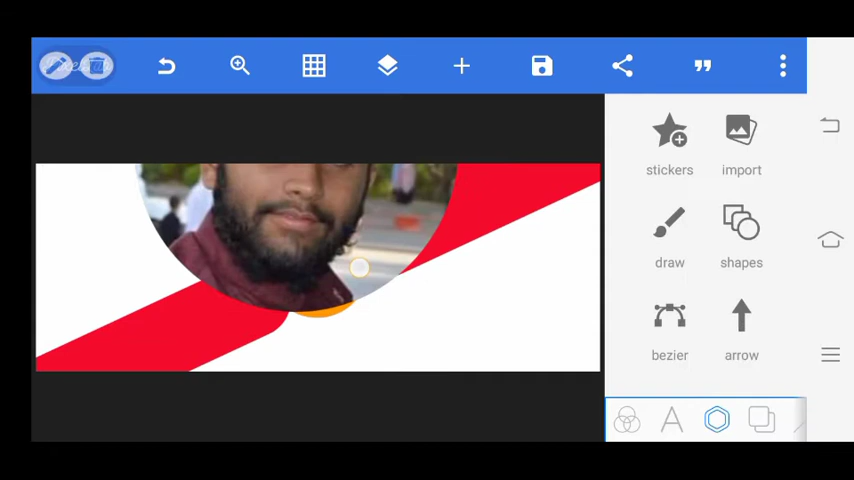 stickers
import
draw
shapes
bezier
arrow